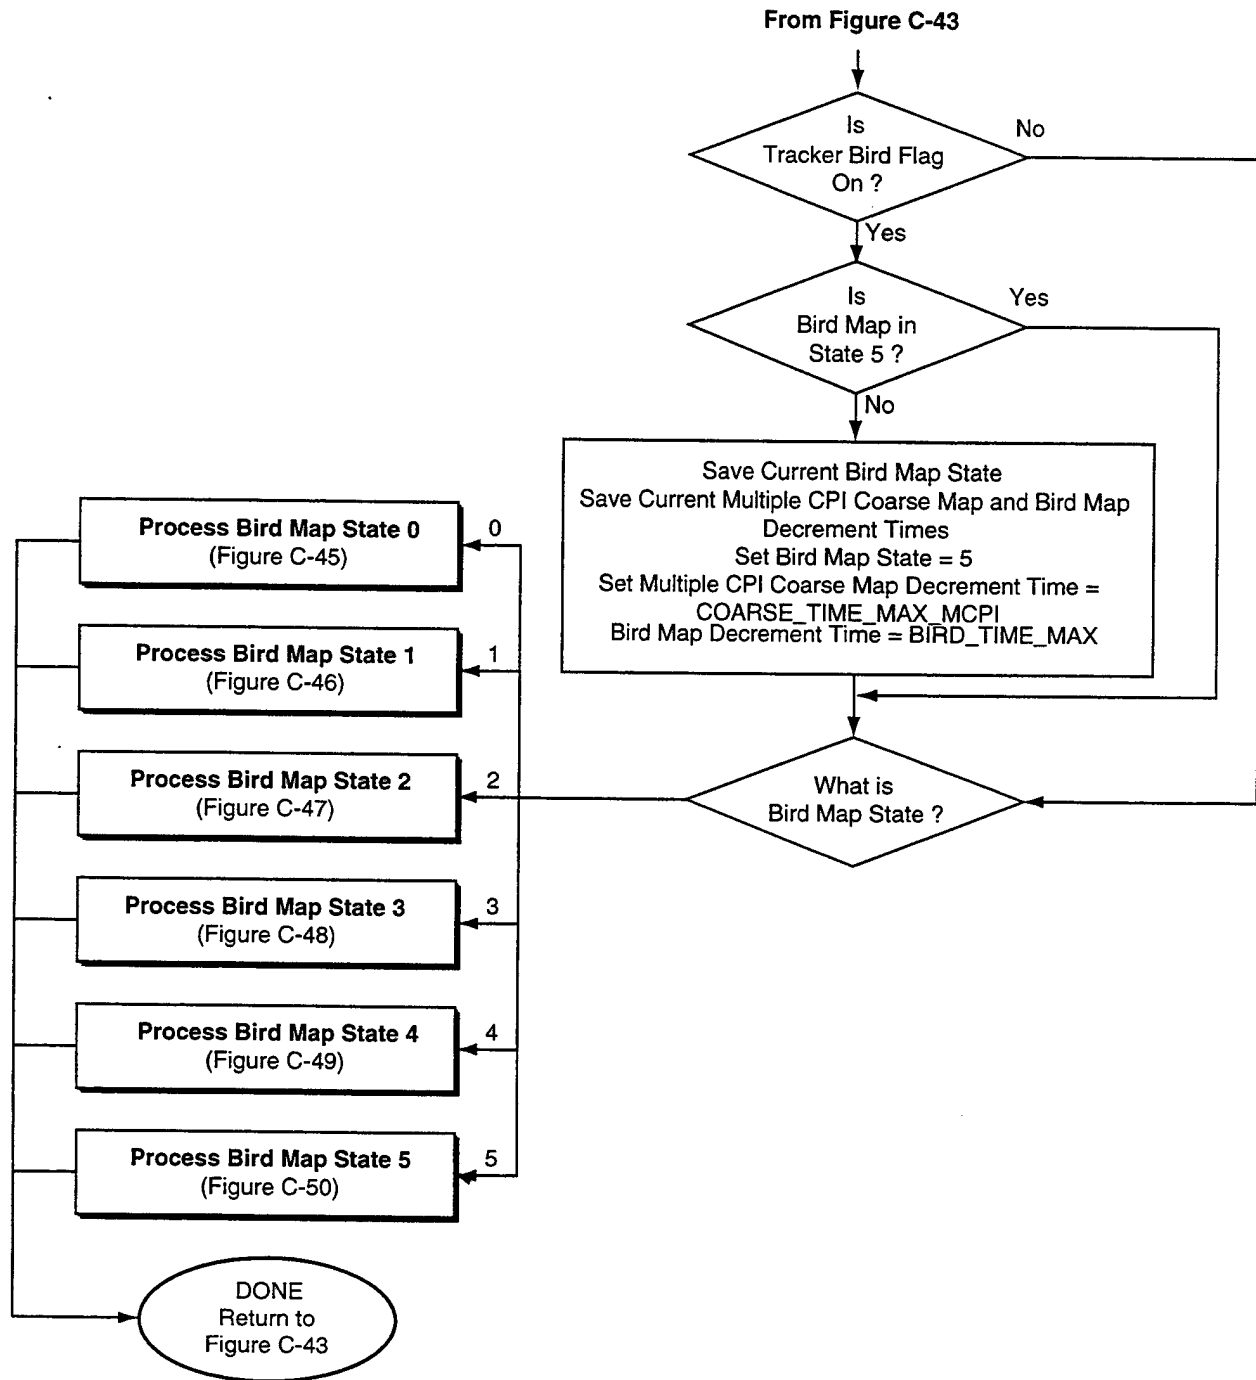 From Figure C-43
Is
Tracker Bird Flag
On ?
No
Yes
Is
Bird Map in
State 5 ?
Yes
No
Save Current Bird Map State
Save Current Multiple CPI Coarse Map and Bird Map
Decrement Times
Set Bird Map State = 5
Set Multiple CPI Coarse Map Decrement Time =
COARSE_TIME_MAX_MCPI
Bird Map Decrement Time = BIRD_TIME_MAX
What is
Bird Map State ?
Process Bird Map State 0
(Figure C-45)
0
Process Bird Map State 1
(Figure C-46)
1
Process Bird Map State 2
(Figure C-47)
2
Process Bird Map State 3
(Figure C-48)
3
Process Bird Map State 4
(Figure C-49)
4
Process Bird Map State 5
(Figure C-50)
5
DONE
Return to
Figure C-43